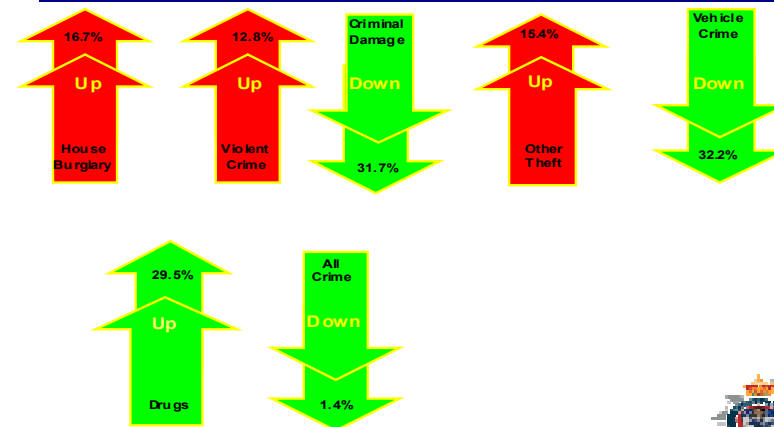 16.7%
Up
House
Burglary
12.8%
Up
Violent
Crime
Criminal
Damage
Down
31.7%
15.4%
Up
Other
Theft
Vehicle
Crime
Down
32.2%
29.5%
Up
Drugs
All
Crime
Down
1.4%